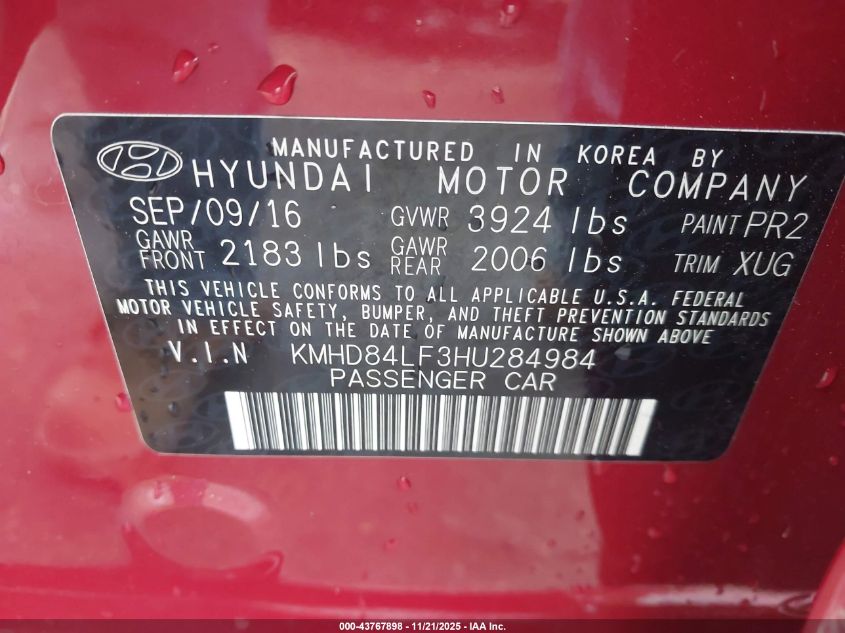 MANUFACTURED IN KOREA BY
HYUNDAI MOTOR COMPANY
SEP/09/16 GVWR 3924 lbs PAINT PR2
GAWR FRONT 2183 lbs GAWR REAR 2006 lbs TRIM XUG
THIS VEHICLE CONFORMS TO ALL APPLICABLE U.S.A. FEDERAL
MOTOR VEHICLE SAFETY, BUMPER, AND THEFT PREVENTION STANDARDS
IN EFFECT ON THE DATE OF MANUFACTURE SHOWN ABOVE
V.I.N KMHD84LF3HU284984
PASSENGER CAR
000-43767898 - 11/21/2025 - IAA Inc.